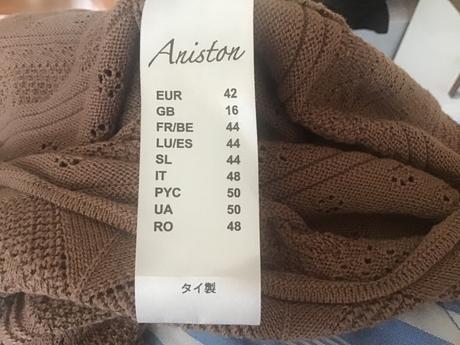 Aniston
EUR 42
GB 16
FR/BE 44
LU/ES 44
SL 44
IT 48
PYC 50
UA 50
RO 48
タイ製